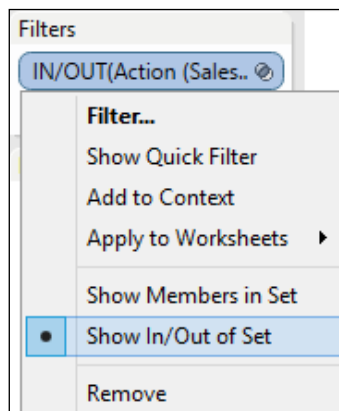 Filters
IN/OUT(Action (Sales..
Filter...
Show Quick Filter
Add to Context
Apply to Worksheets
Show Members in Set
Show In/Out of Set
Remove